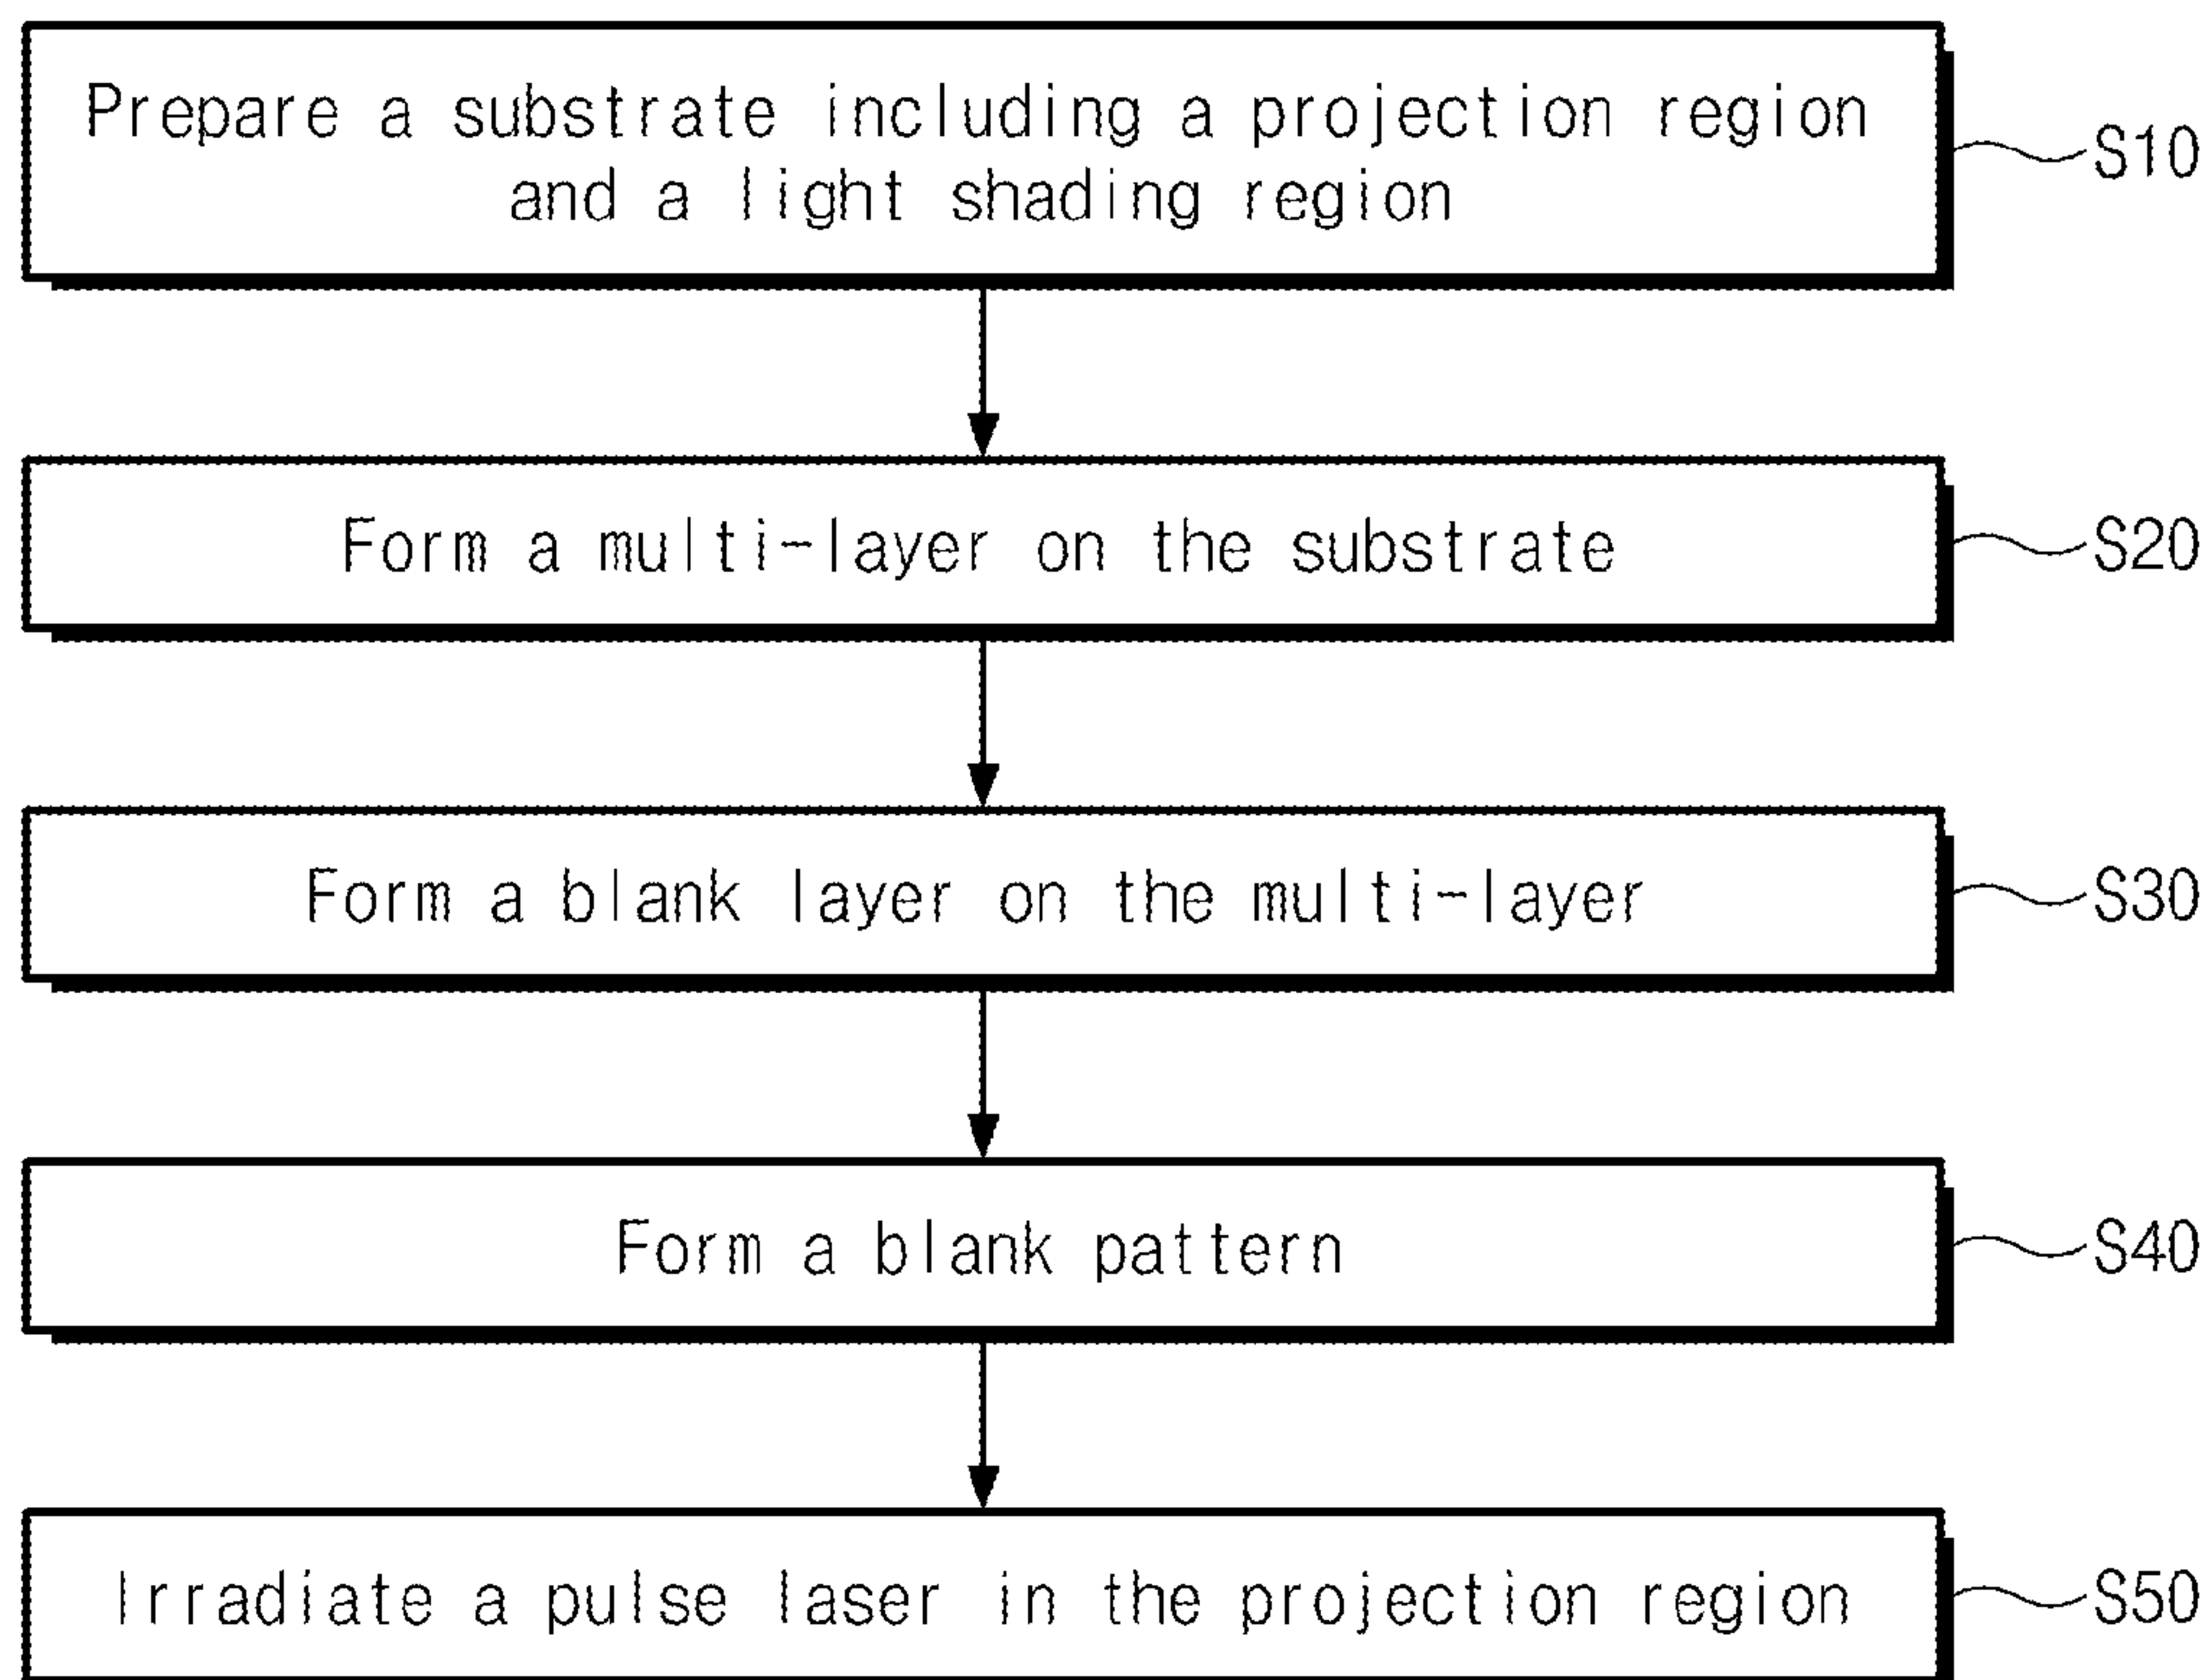 Prepare a substrate including a projection region
and a light shading region
S10
Form a multi-layer on the substrate
S20
Form a blank layer on the multi-layer
S30
Form a blank pattern
S40
Irradiate a pulse laser in the projection region
S50